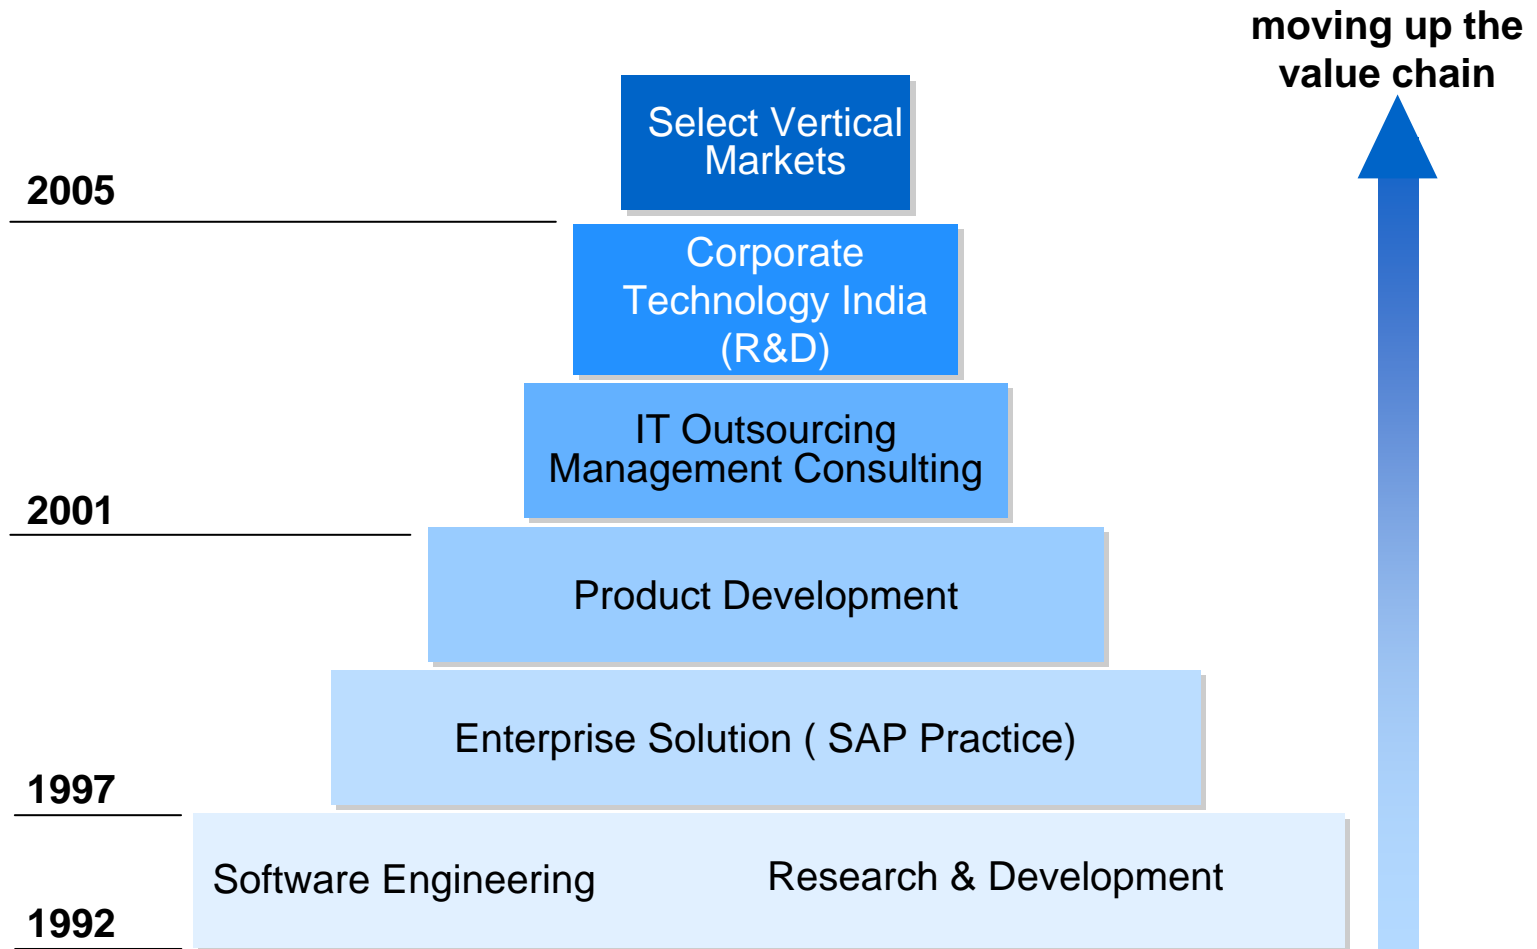 moving up the
value chain
Select Vertical
Markets
2005
Corporate
Technology India
(R&D)
IT Outsourcing
Management Consulting
2001
Product Development
Enterprise Solution ( SAP Practice)
1997
Software Engineering
Research & Development
1992